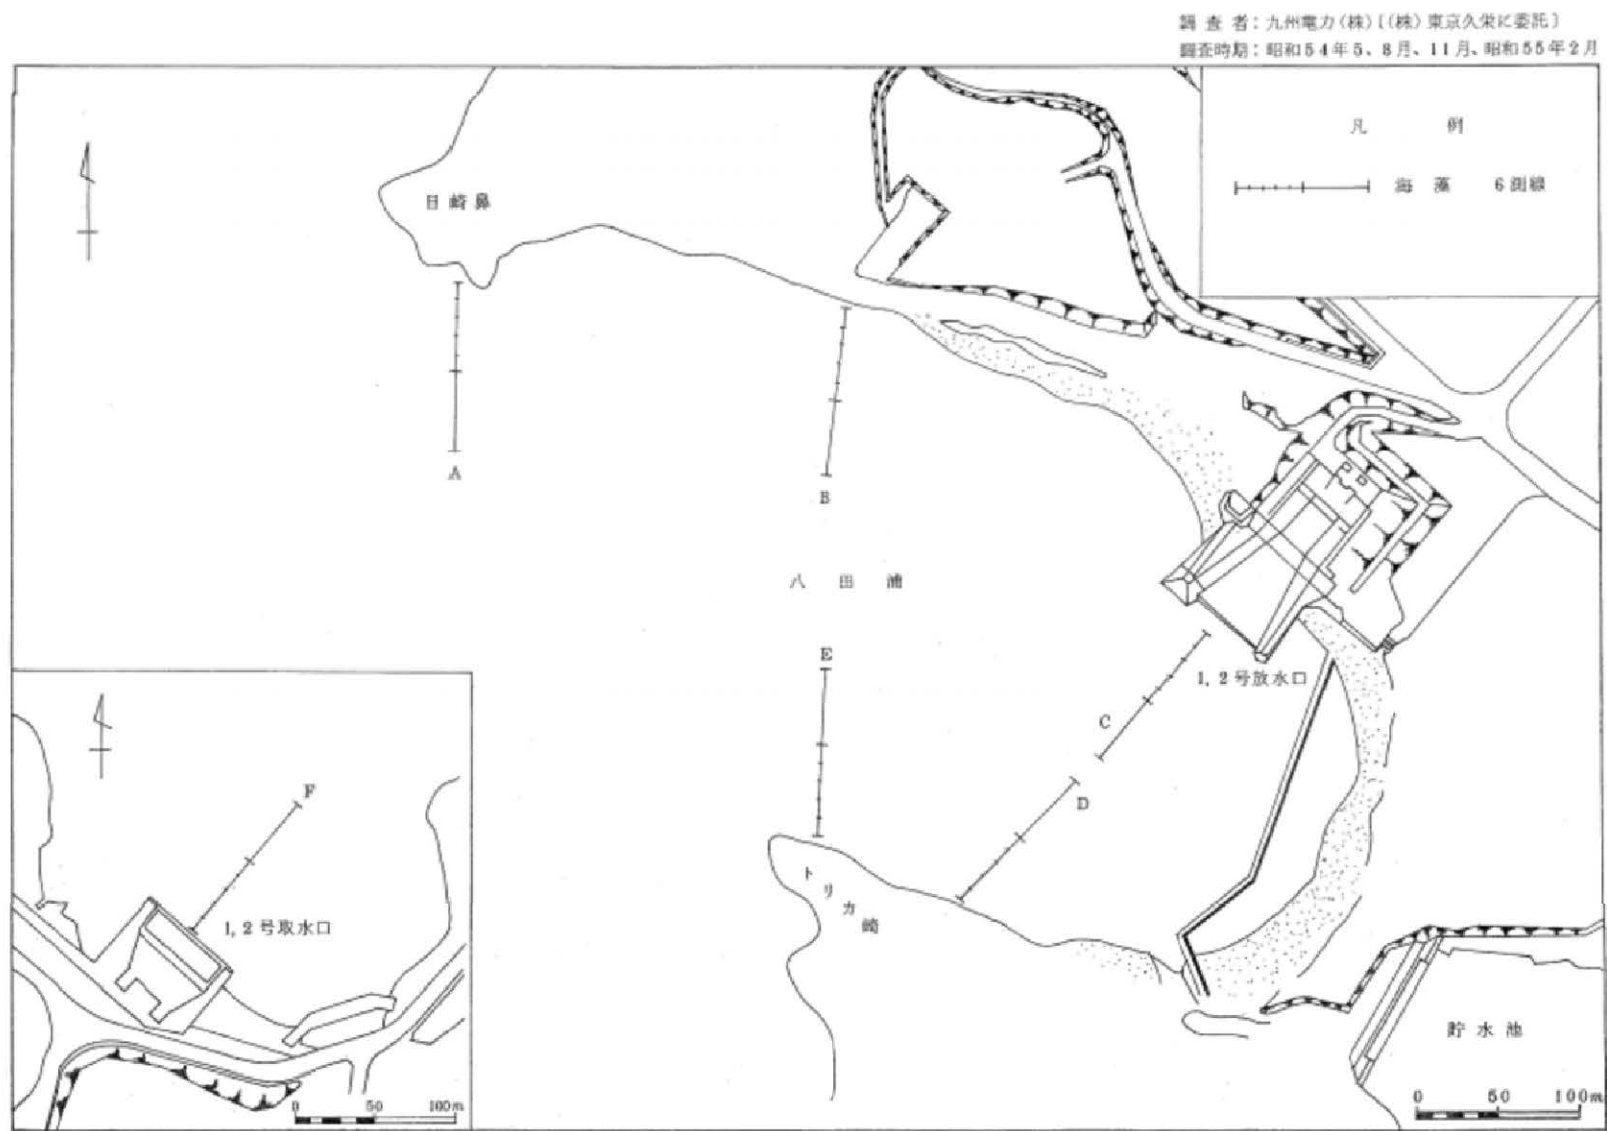 調査者：九州電力(株)〔(株)東京久栄に委託〕
調査時期：昭和54年5、8月、11月、昭和55年2月
凡例
海藻 6測線
日崎鼻
A
B
八田浦
E
1,2号放水口
C
D
トリカ崎
F
1,2号取水口
貯水池
0 50 100m
0 50 100m